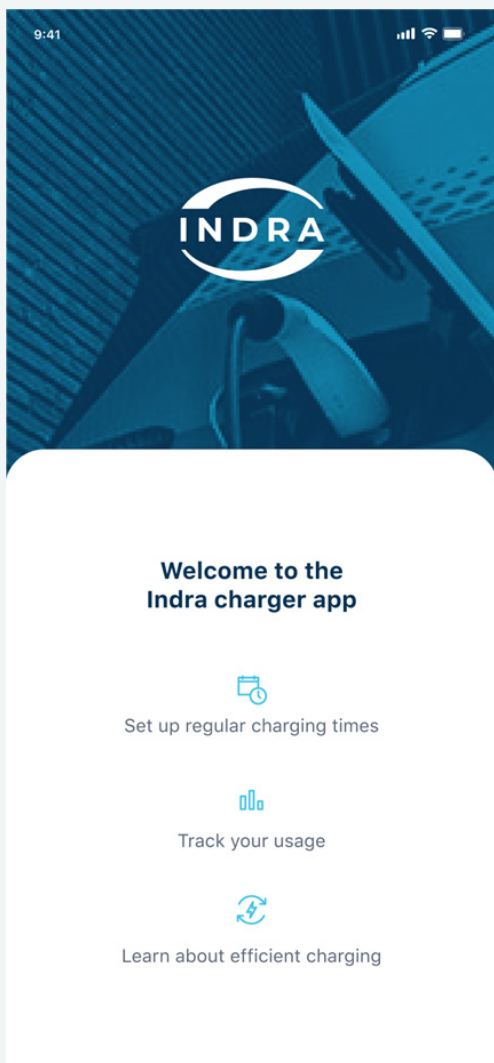 9:41
INDRA
Welcome to the
Indra charger app
Set up regular charging times
Track your usage
Learn about efficient charging